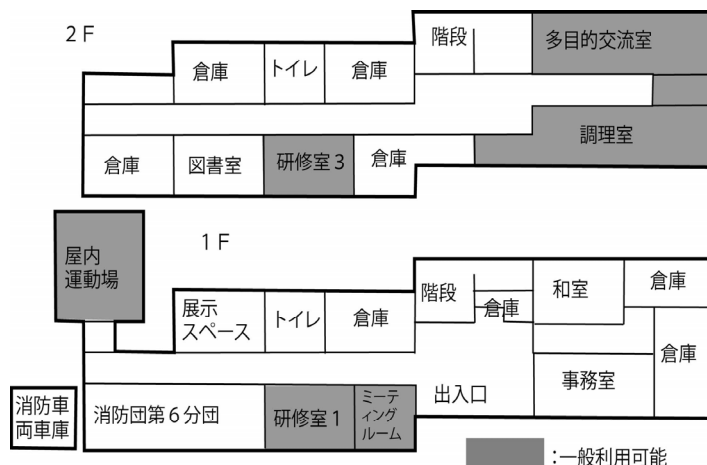 2F
階段
多目的交流室
倉庫
トイレ
倉庫
調理室
倉庫
図書室
研修室3
倉庫
1F
屋内
運動場
階段
倉庫
和室
倉庫
展示
スペース
トイレ
倉庫
倉庫
消防車
両車庫
消防団第6分団
研修室1
ミーテ
ィング
ルーム
出入口
事務室
:一般利用可能